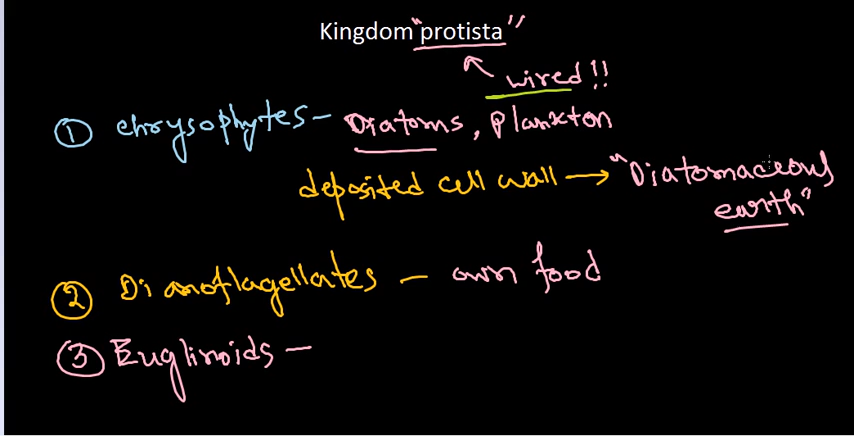 Kingdom "protista"
wired!!
① chrysophytes - Diatoms, Plankton
deposited cell wall → "Diatomaceous
earth"
② Dianoflagellates - own food
③ Euglinoids -